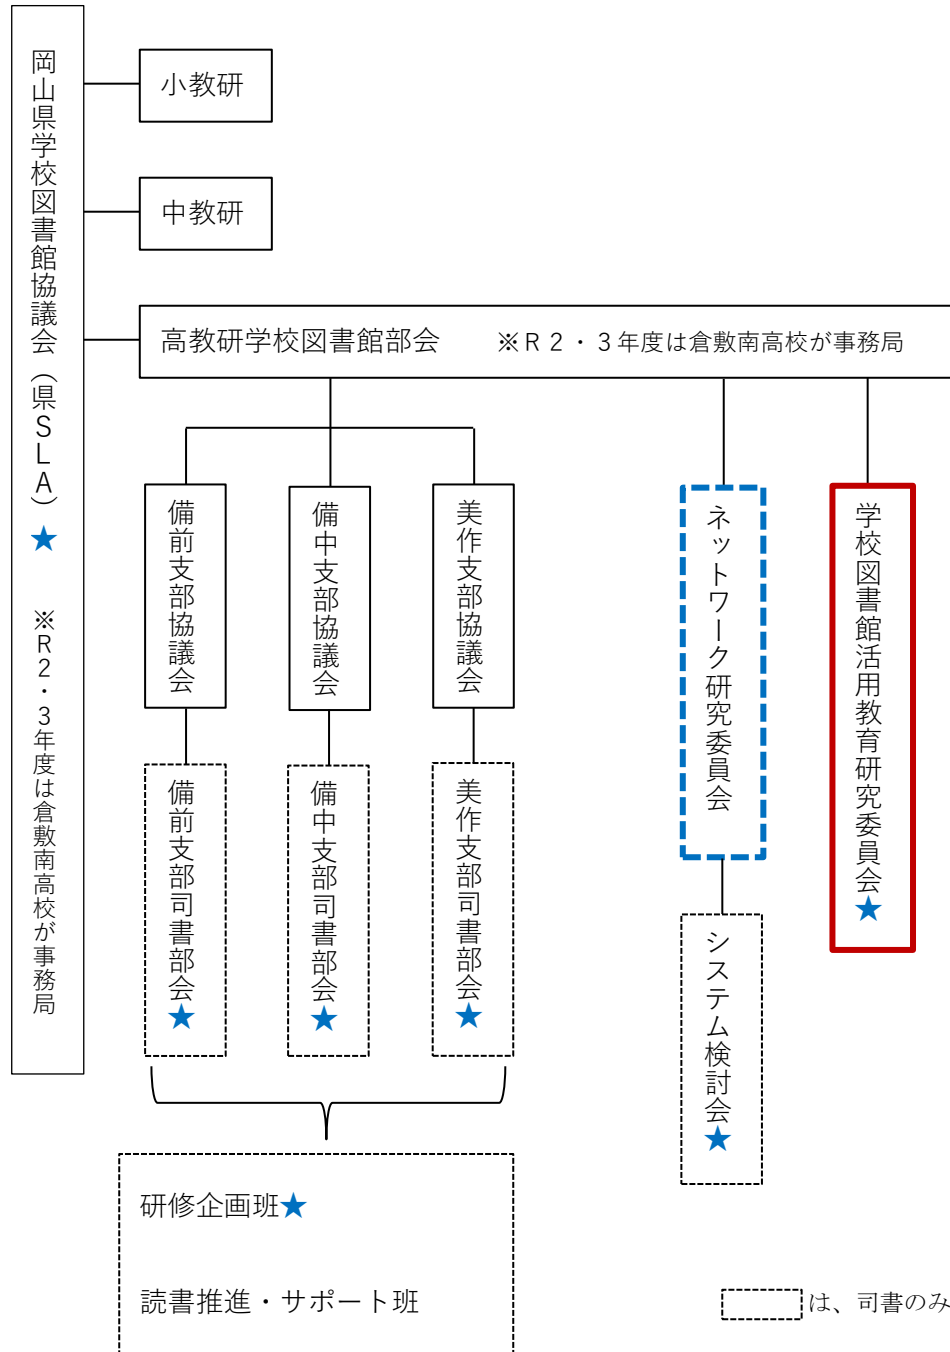 岡山県学校図書館協議会（県SLA）★　※R2・3年度は倉敷南高校が事務局
小教研
中教研
高教研学校図書館部会　※R２・３年度は倉敷南高校が事務局
備前支部協議会
備中支部協議会
美作支部協議会
ネットワーク研究委員会
学校図書館活用教育研究委員会★
備前支部司書部会★
備中支部司書部会★
美作支部司書部会★
システム検討会★
研修企画班★
読書推進・サポート班
は、司書のみ